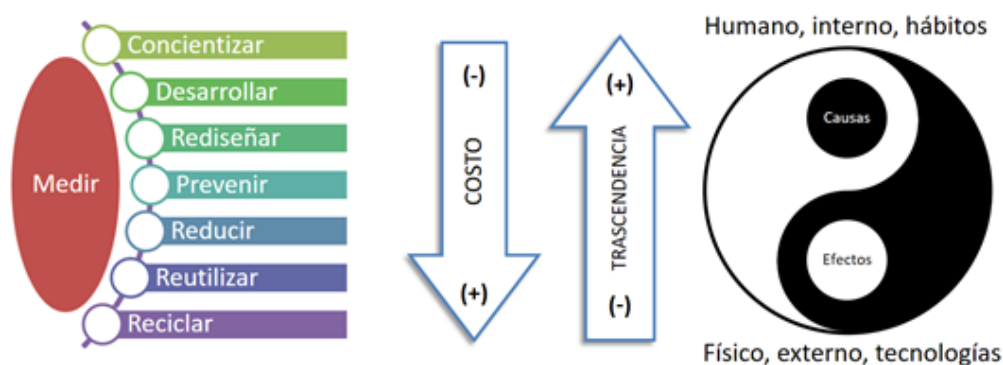 Medir
Concientizar
Desarrollar
Rediseñar
Prevenir
Reducir
Reutilizar
Reciclar
(-)
COSTO
(+)
(+)
TRASCENDENCIA
(-)
Humano, interno, hábitos
Causas
Efectos
Físico, externo, tecnologías